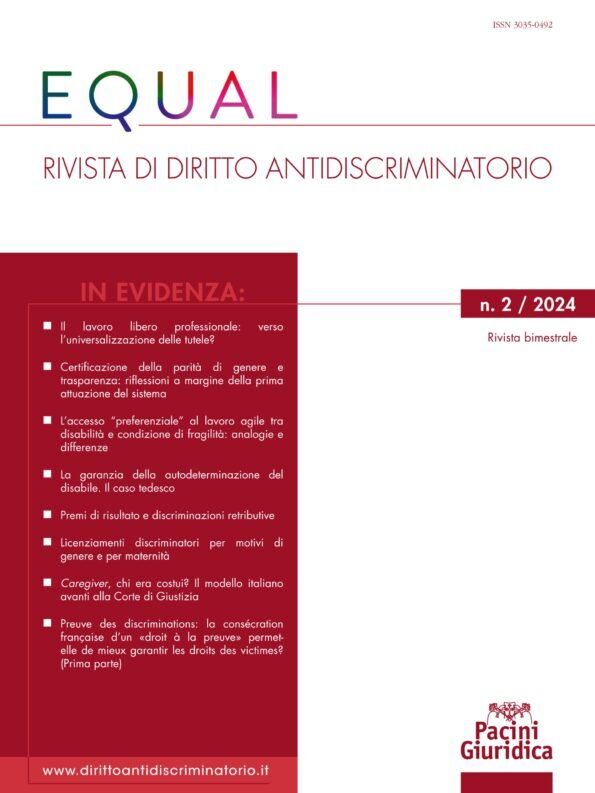 ISSN 3035-0492
EQUAL
RIVISTA DI DIRITTO ANTIDISCRIMINATORIO
IN EVIDENZA:
n. 2 / 2024
Rivista bimestrale
Il lavoro libero professionale: verso
l'universalizzazione delle tutele?
Certificazione della parità di genere e
trasparenza: riflessioni a margine della prima
attuazione del sistema
L'accesso "preferenziale" al lavoro agile tra
disabilità e condizione di fragilità: analogie e
differenze
La garanzia della autodeterminazione del
disabile. Il caso tedesco
Premi di risultato e discriminazioni retributive
Licenziamenti discriminatori per motivi di
genere e per maternità
Caregiver, chi era costui? Il modello italiano
avanti alla Corte di Giustizia
Preuve des discriminations: la consécration
française d'un «droit à la preuve» permet-
elle de mieux garantir les droits des victimes?
(Prima parte)
www.dirittoantidiscriminatorio.it
Pacini
Giuridica